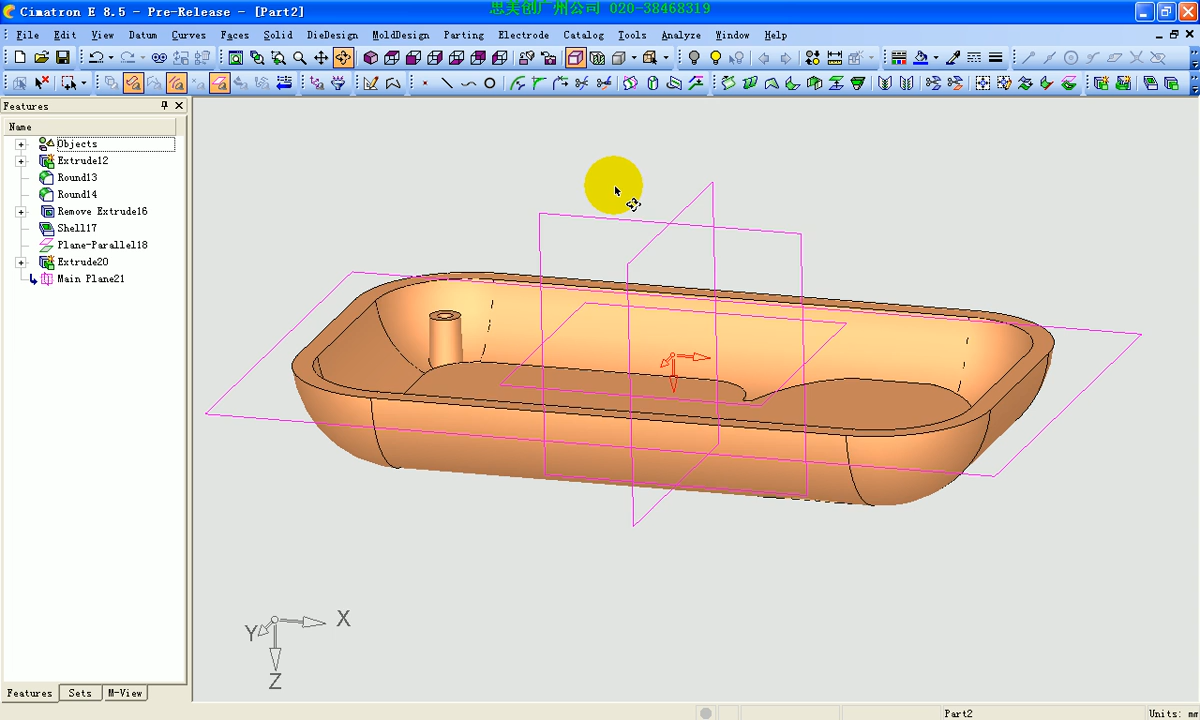 Cimatron E 8.5 - Pre-Release - [Part2]
思美创广州公司 020-38468319
File Edit View Datum Curves Faces Solid DieDesign MoldDesign Parting Electrode Catalog Tools Analyze Window Help
Features
Name
Objects
Extrude12
Round13
Round14
Remove Extrude16
Shell17
Plane-Parallel18
Extrude20
Main Plane21
X
Y
Z
Features Sets M-View
Part2 Units: mm